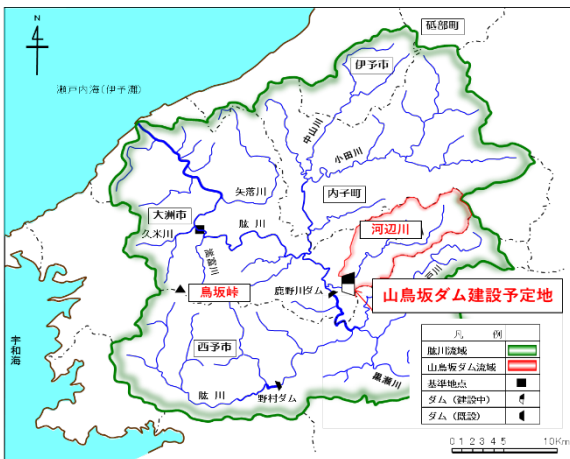 N
4
砥部町
伊予市
瀬戸内海(伊予灘)
中山川
小田川
矢落川
内子町
大洲市
久米川
肱川
河辺川
鳥坂峠
鹿野川ダム
山鳥坂ダム建設予定地
西予市
宇和海
肱川
野村ダム
黒瀬川
凡 例
肱川流域
山鳥坂ダム流域
基準地点
ダム(建設中)
ダム(既設)
0 1 2 3 4 5 10Km